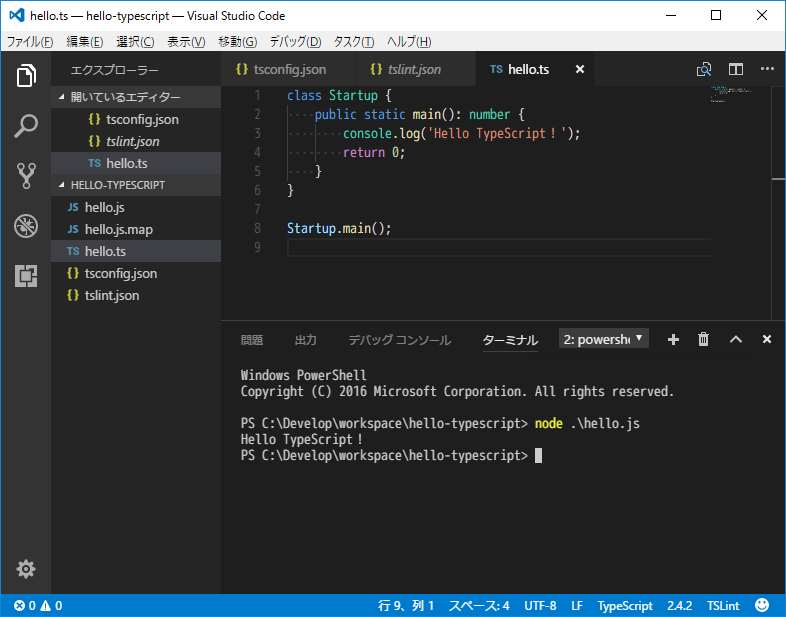 hello.ts — hello-typescript — Visual Studio Code
ファイル(F) 編集(E) 選択(C) 表示(V) 移動(G) デバッグ(D) タスク(T) ヘルプ(H)
エクスプローラー
開いているエディター
{} tsconfig.json
{} tslint.json
TS hello.ts
HELLO-TYPESCRIPT
JS hello.js
JS hello.js.map
TS hello.ts
{} tsconfig.json
{} tslint.json
{} tsconfig.json {} tslint.json TS hello.ts
1 class Startup {
2 ····public static main(): number {
3 ········console.log('Hello TypeScript！');
4 ········return 0;
5 ····}
6 }
7
8 Startup.main();
9
問題 出力 デバッグ コンソール ターミナル 2: powershe
Windows PowerShell
Copyright (C) 2016 Microsoft Corporation. All rights reserved.
PS C:\Develop\workspace\hello-typescript> node .\hello.js
Hello TypeScript！
PS C:\Develop\workspace\hello-typescript>
0 0 行 9、列 1 スペース: 4 UTF-8 LF TypeScript 2.4.2 TSLint